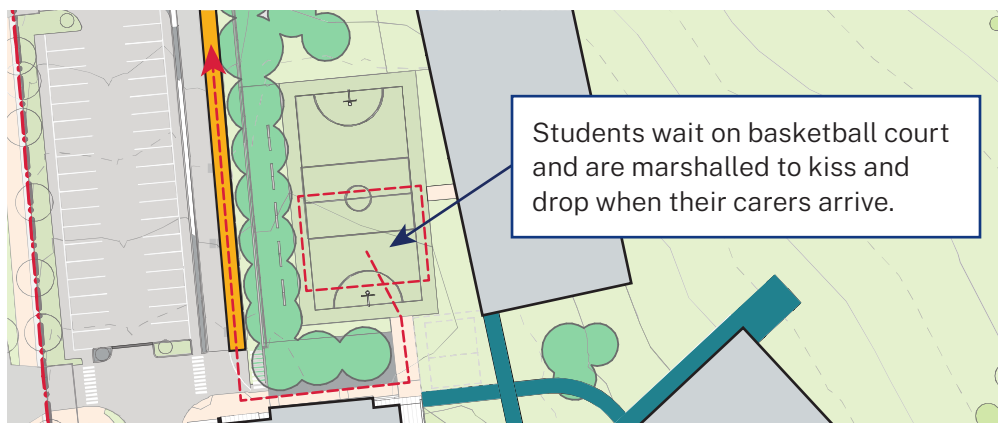 Students wait on basketball court
and are marshalled to kiss and
drop when their carers arrive.